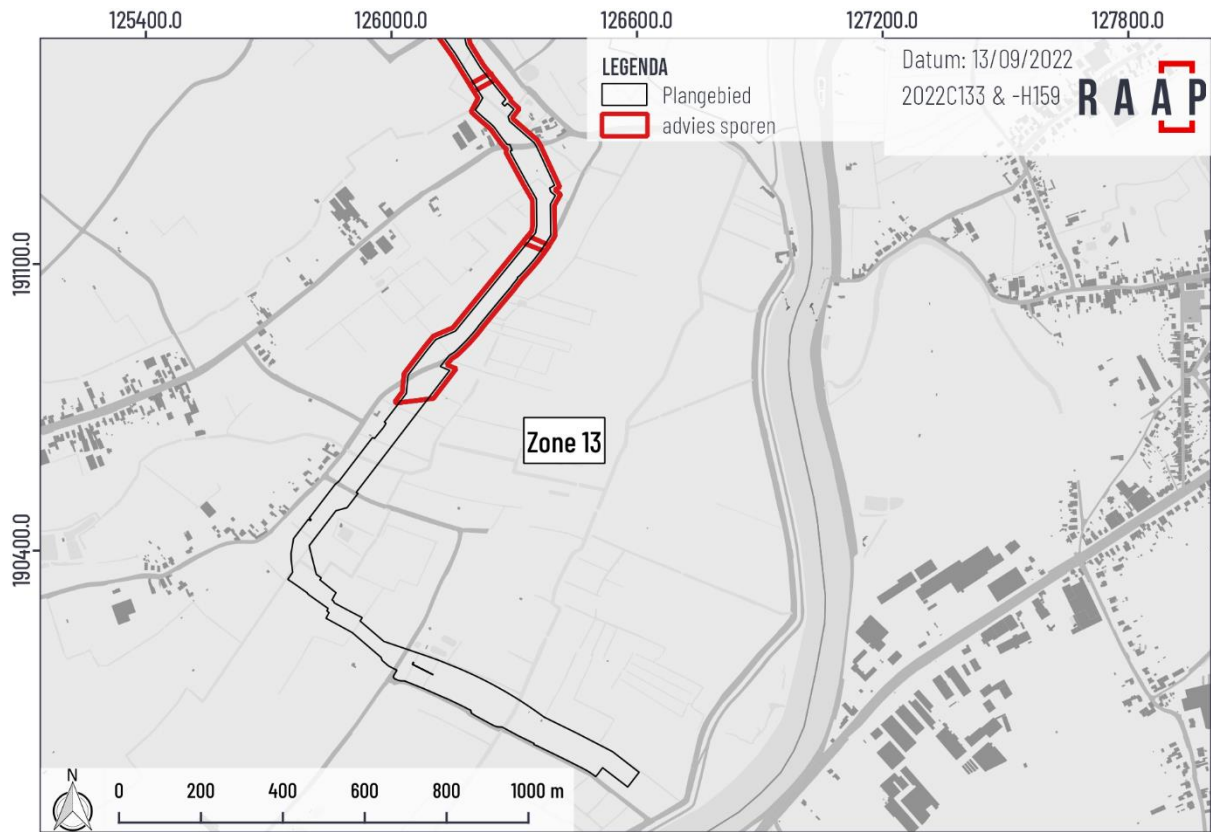 125400.0 126000.0 126600.0 127200.0 127800.0
LEGENDA
Plangebied
advies sporen
Datum: 13/09/2022
2022C133 & -H159
RAAP
191100.0
Zone 13
190400.0
N
0 200 400 600 800 1000 m